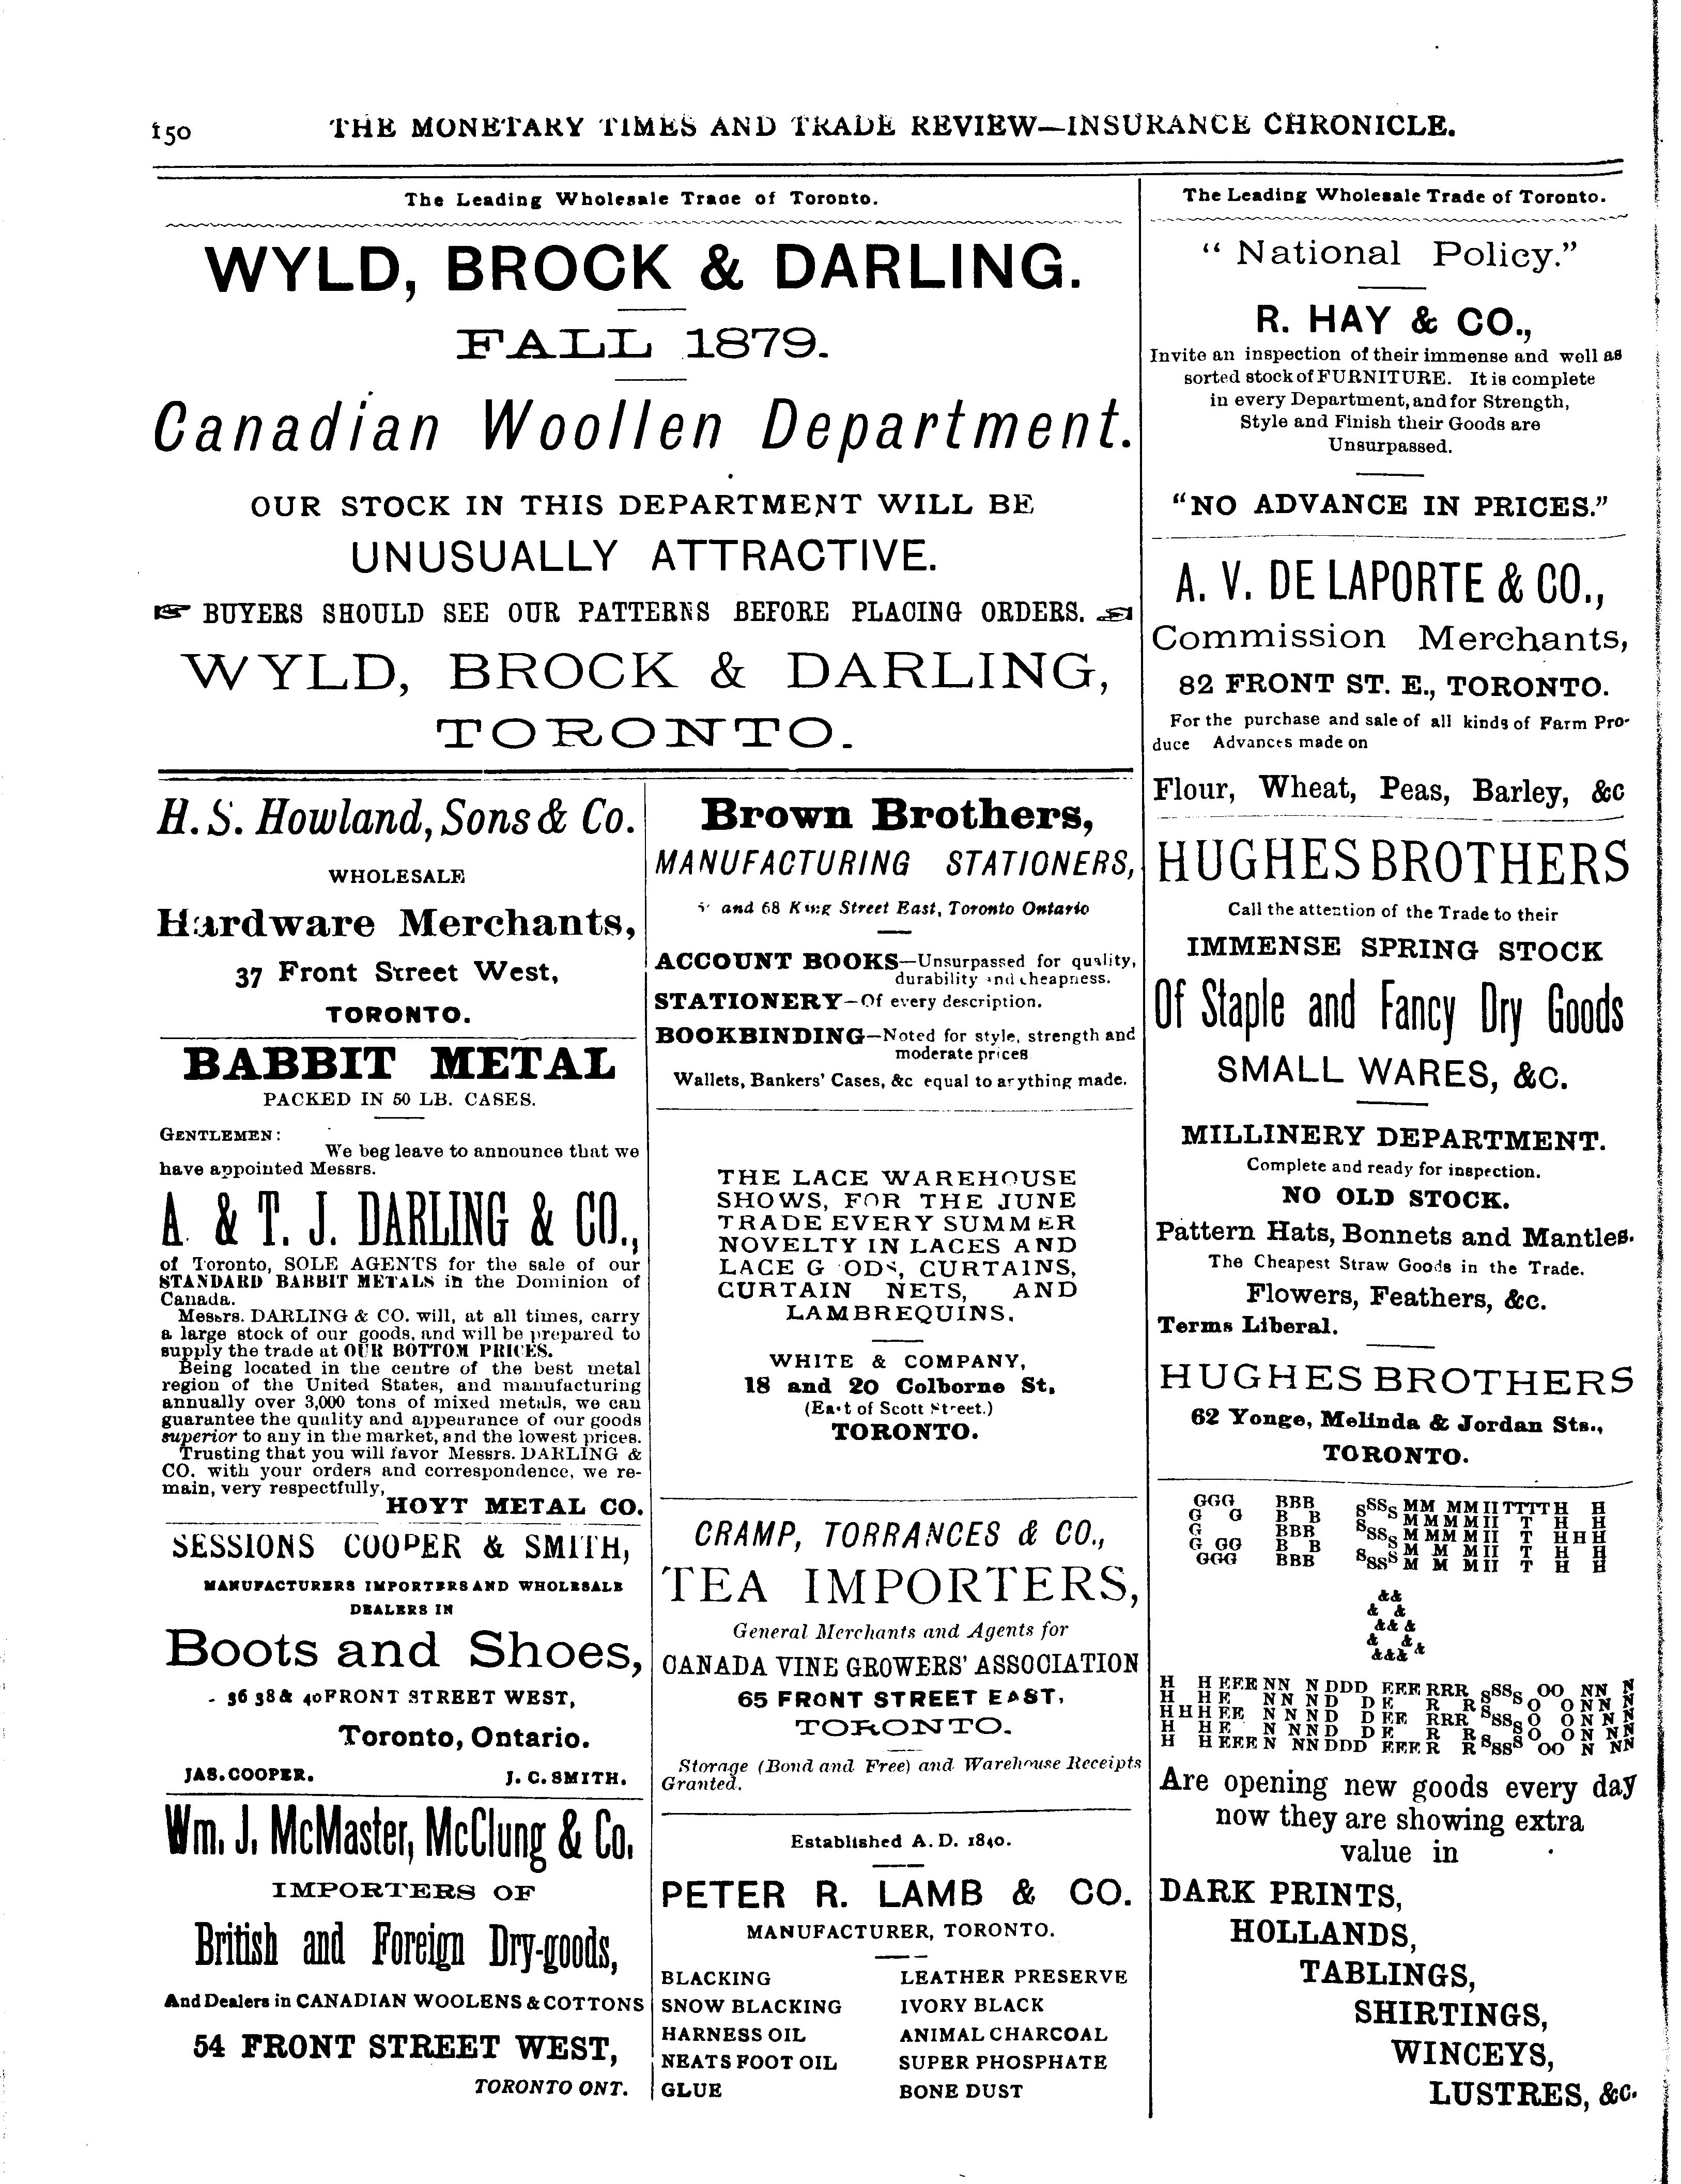 150 THE MONETARY TIMES AND TRADE REVIEW—INSURANCE CHRONICLE.
The Leading Wholesale Trade of Toronto.
WYLD, BROCK & DARLING.
FALL 1879.
Canadian Woollen Department.
OUR STOCK IN THIS DEPARTMENT WILL BE
UNUSUALLY ATTRACTIVE.
☞ BUYERS SHOULD SEE OUR PATTERNS BEFORE PLACING ORDERS. ☜
WYLD, BROCK & DARLING,
TORONTO.
H. S. Howland, Sons & Co.
WHOLESALE
Hardware Merchants,
37 Front Street West,
TORONTO.
BABBIT METAL
PACKED IN 50 LB. CASES.
GENTLEMEN:
We beg leave to announce that we
have appointed Messrs.
A. & T. J. DARLING & CO.,
of Toronto, SOLE AGENTS for the sale of our
STANDARD BABBIT METALS in the Dominion of
Canada.
Messrs. DARLING & CO. will, at all times, carry
a large stock of our goods, and will be prepared to
supply the trade at OUR BOTTOM PRICES.
Being located in the centre of the best metal
region of the United States, and manufacturing
annually over 3,000 tons of mixed metals, we can
guarantee the quality and appearance of our goods
superior to any in the market, and the lowest prices.
Trusting that you will favor Messrs. DARLING &
CO. with your orders and correspondence, we re-
main, very respectfully,
HOYT METAL CO.
SESSIONS COOPER & SMITH,
MANUFACTURERS IMPORTERS AND WHOLESALE
DEALERS IN
Boots and Shoes,
36 38 & 40 FRONT STREET WEST,
Toronto, Ontario.
JAS. COOPER. J. C. SMITH.
Wm. J. McMaster, McClung & Co.
IMPORTERS OF
British and Foreign Dry-goods,
And Dealers in CANADIAN WOOLENS & COTTONS
54 FRONT STREET WEST,
TORONTO ONT.
Brown Brothers,
MANUFACTURING STATIONERS,
and 68 King Street East, Toronto Ontario
ACCOUNT BOOKS—Unsurpassed for quality,
durability and cheapness.
STATIONERY—Of every description.
BOOKBINDING—Noted for style, strength and
moderate prices
Wallets, Bankers' Cases, &c equal to anything made.
THE LACE WAREHOUSE
SHOWS, FOR THE JUNE
TRADE EVERY SUMMER
NOVELTY IN LACES AND
LACE GOODS, CURTAINS,
CURTAIN NETS, AND
LAMBREQUINS.
WHITE & COMPANY,
18 and 20 Colborne St,
(East of Scott Street.)
TORONTO.
CRAMP, TORRANCES & CO.,
TEA IMPORTERS,
General Merchants and Agents for
CANADA VINE GROWERS' ASSOCIATION
65 FRONT STREET EAST,
TORONTO.
Storage (Bond and Free) and Warehouse Receipts
Granted.
Established A. D. 1840.
PETER R. LAMB & CO.
MANUFACTURER, TORONTO.
BLACKING LEATHER PRESERVE
SNOW BLACKING IVORY BLACK
HARNESS OIL ANIMAL CHARCOAL
NEATS FOOT OIL SUPER PHOSPHATE
GLUE BONE DUST
The Leading Wholesale Trade of Toronto.
" National Policy."
R. HAY & CO.,
Invite an inspection of their immense and well as
sorted stock of FURNITURE. It is complete
in every Department, and for Strength,
Style and Finish their Goods are
Unsurpassed.
"NO ADVANCE IN PRICES."
A. V. DE LAPORTE & CO.,
Commission Merchants,
82 FRONT ST. E., TORONTO.
For the purchase and sale of all kinds of Farm Pro-
duce Advances made on
Flour, Wheat, Peas, Barley, &c
HUGHES BROTHERS
Call the attention of the Trade to their
IMMENSE SPRING STOCK
Of Staple and Fancy Dry Goods
SMALL WARES, &C.
MILLINERY DEPARTMENT.
Complete and ready for inspection.
NO OLD STOCK.
Pattern Hats, Bonnets and Mantles.
The Cheapest Straw Goods in the Trade.
Flowers, Feathers, &c.
Terms Liberal.
HUGHES BROTHERS
62 Yonge, Melinda & Jordan Sts.,
TORONTO.
G B SMITH
&
HENDERSON
Are opening new goods every day
now they are showing extra
value in
DARK PRINTS,
HOLLANDS,
TABLINGS,
SHIRTINGS,
WINCEYS,
LUSTRES, &c.